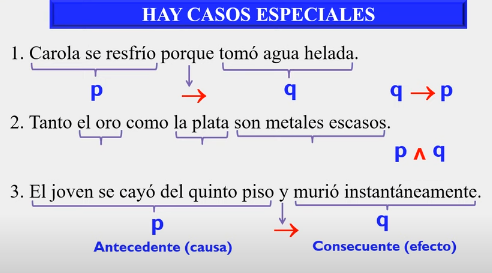 HAY CASOS ESPECIALES
1. Carola se resfrío porque tomó agua helada.
p → q q → p
2. Tanto el oro como la plata son metales escasos.
p ∧ q
3. El joven se cayó del quinto piso y murió instantáneamente.
p → q
Antecedente (causa) Consecuente (efecto)